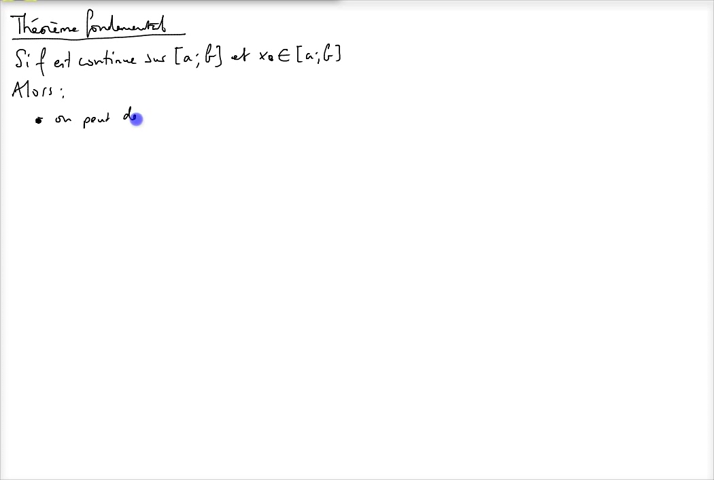 Théorème fondamental
Si f est continue sur [a; b] et x₀ ∈ [a; b]
Alors :
• on peut d